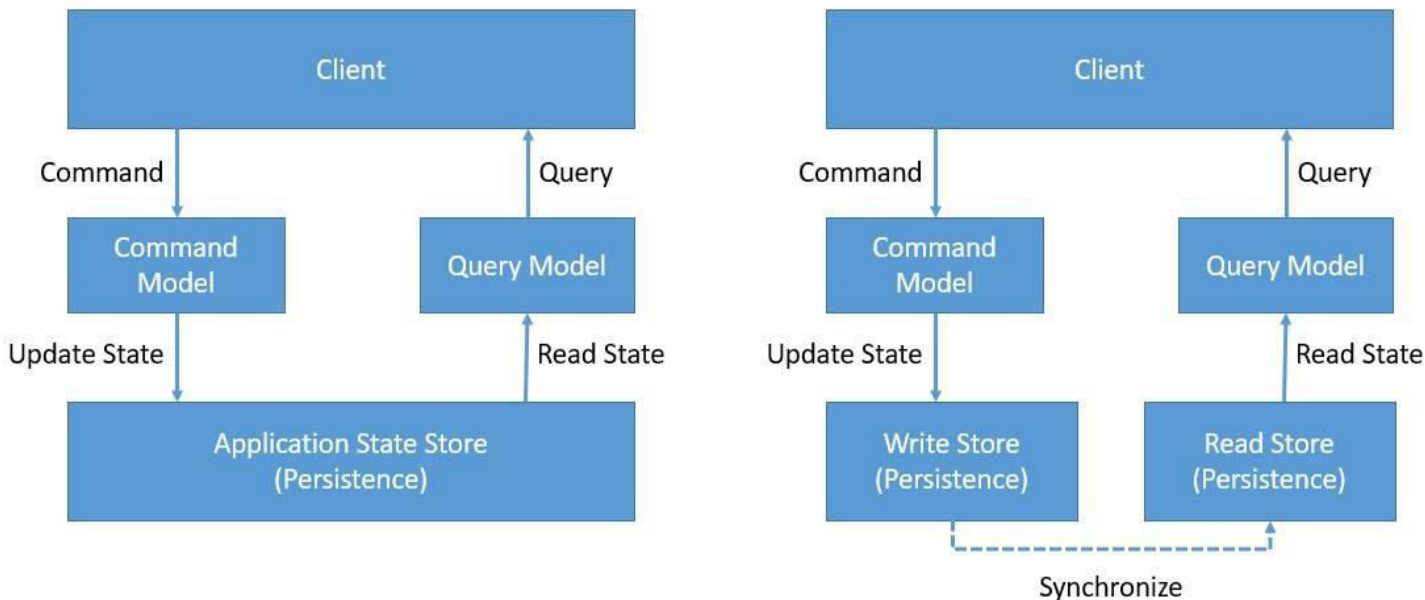 Client
Command
Query
Command
Model
Query Model
Update State
Read State
Application State Store
(Persistence)
Client
Command
Query
Command
Model
Query Model
Update State
Read State
Write Store
(Persistence)
Read Store
(Persistence)
Synchronize